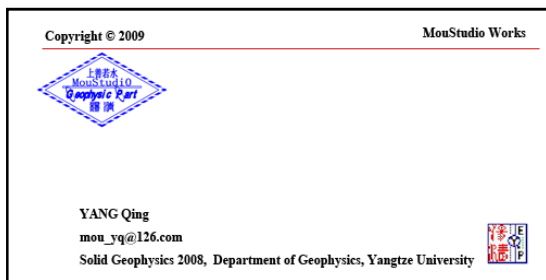 Copyright © 2009 MouStudio Works
上善若水
MouStudiO
Geophysic Part
YANG Qing
mou_yq@126.com
Solid Geophysics 2008, Department of Geophysics, Yangtze University
E
P